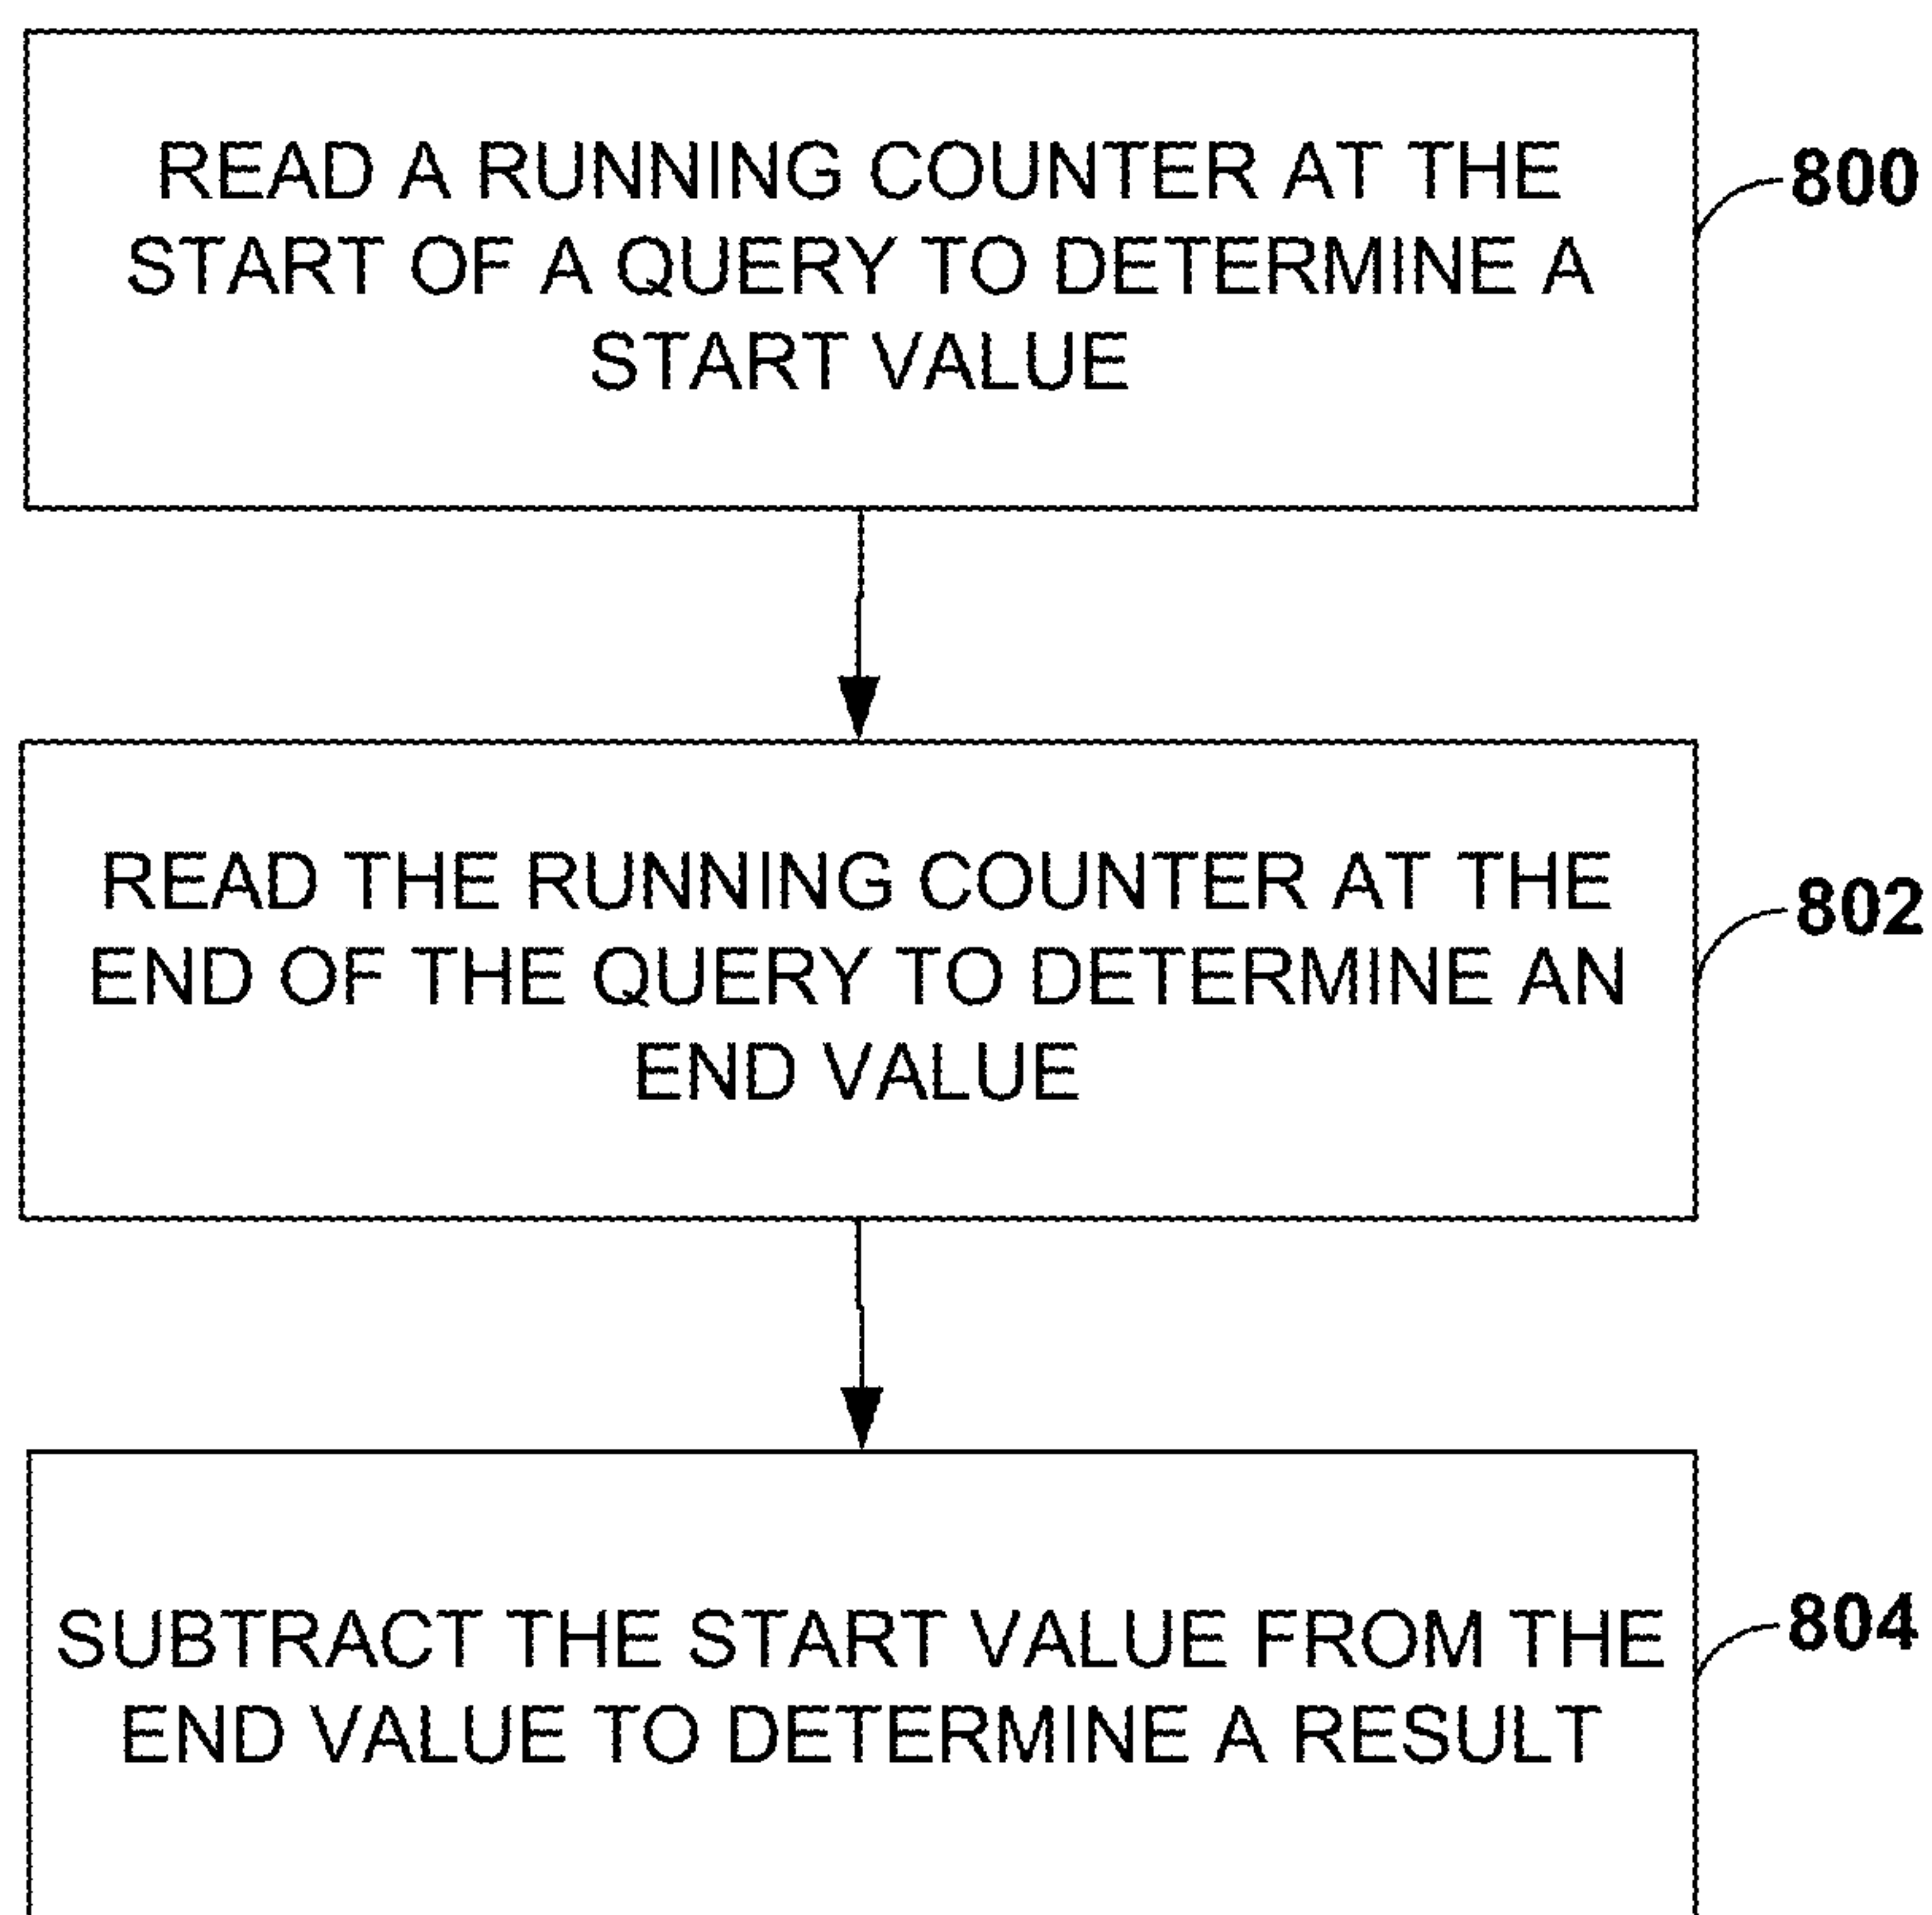 READ A RUNNING COUNTER AT THE
START OF A QUERY TO DETERMINE A
START VALUE
800
READ THE RUNNING COUNTER AT THE
END OF THE QUERY TO DETERMINE AN
END VALUE
802
SUBTRACT THE START VALUE FROM THE
END VALUE TO DETERMINE A RESULT
804